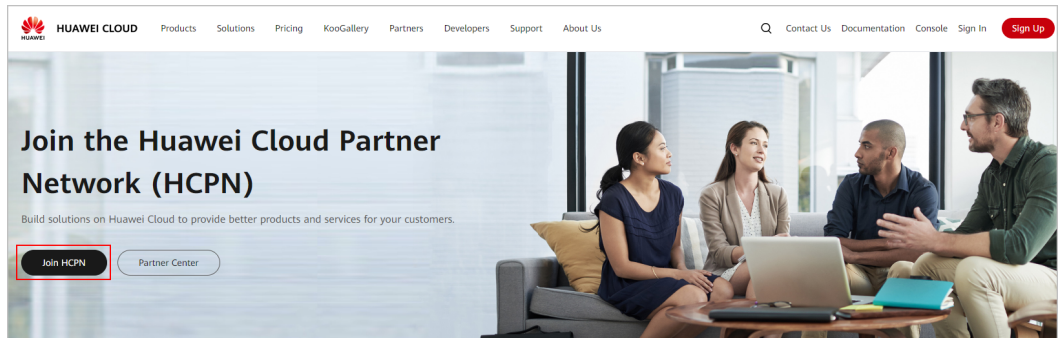 HUAWEI
HUAWEI CLOUD Products Solutions Pricing KooGallery Partners Developers Support About Us Contact Us Documentation Console Sign In Sign Up
Join the Huawei Cloud Partner
Network (HCPN)
Build solutions on Huawei Cloud to provide better products and services for your customers.
Join HCPN Partner Center